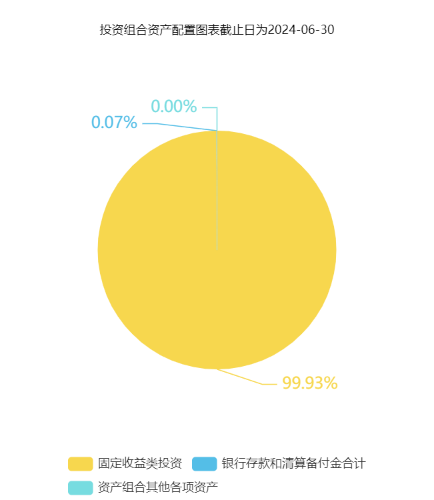 投资组合资产配置图表截止日为2024-06-30
0.00%
0.07%
99.93%
固定收益类投资
银行存款和清算备付金合计
资产组合其他各项资产